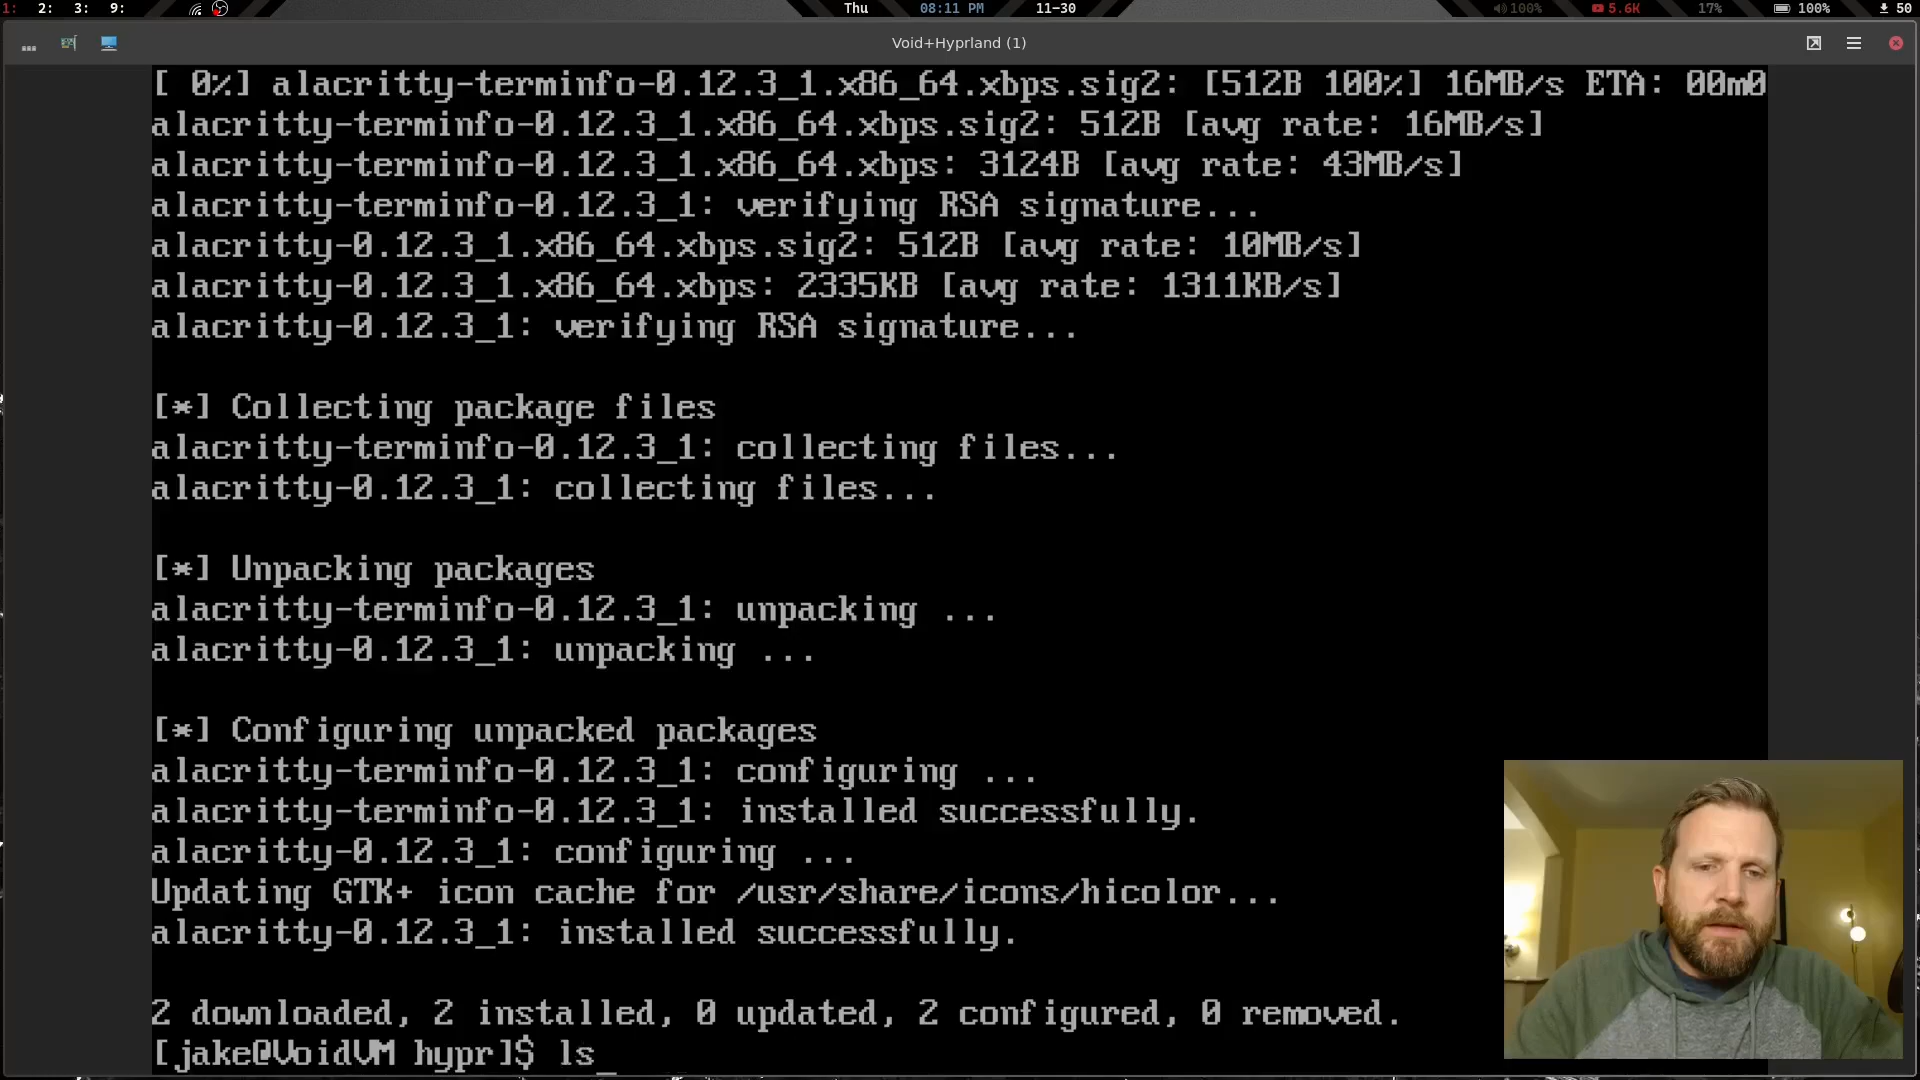 1: 2: 3: 9: Thu 08:11 PM 11-30 100% 5.6K 17% 100% 50
Void+Hyprland (1)
[ 0%] alacritty-terminfo-0.12.3_1.x86_64.xbps.sig2: [512B 100%] 16MB/s ETA: 00m0
alacritty-terminfo-0.12.3_1.x86_64.xbps.sig2: 512B [avg rate: 16MB/s]
alacritty-terminfo-0.12.3_1.x86_64.xbps: 3124B [avg rate: 43MB/s]
alacritty-terminfo-0.12.3_1: verifying RSA signature...
alacritty-0.12.3_1.x86_64.xbps.sig2: 512B [avg rate: 10MB/s]
alacritty-0.12.3_1.x86_64.xbps: 2335KB [avg rate: 1311KB/s]
alacritty-0.12.3_1: verifying RSA signature...
[*] Collecting package files
alacritty-terminfo-0.12.3_1: collecting files...
alacritty-0.12.3_1: collecting files...
[*] Unpacking packages
alacritty-terminfo-0.12.3_1: unpacking ...
alacritty-0.12.3_1: unpacking ...
[*] Configuring unpacked packages
alacritty-terminfo-0.12.3_1: configuring ...
alacritty-terminfo-0.12.3_1: installed successfully.
alacritty-0.12.3_1: configuring ...
Updating GTK+ icon cache for /usr/share/icons/hicolor...
alacritty-0.12.3_1: installed successfully.
2 downloaded, 2 installed, 0 updated, 2 configured, 0 removed.
[jake@VoidVM hypr]$ ls_